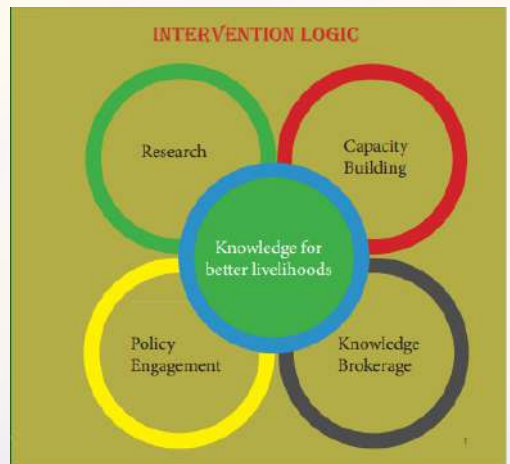 INTERVENTION LOGIC
Research
Capacity
Building
Knowledge for
better livelihoods
Policy
Engagement
Knowledge
Brokerage